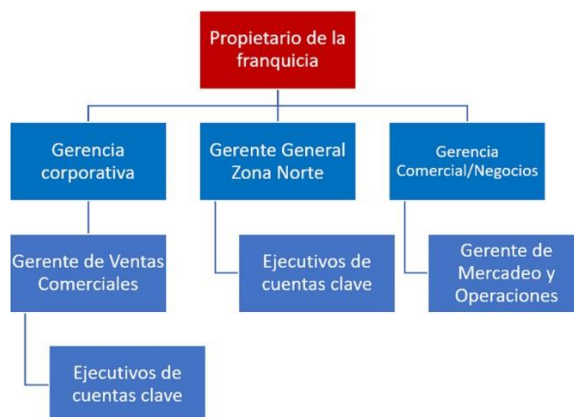 Propietario de la
franquicia
Gerencia
corporativa
Gerente General
Zona Norte
Gerencia
Comercial/Negocios
Gerente de Ventas
Comerciales
Ejecutivos de
cuentas clave
Gerente de
Mercadeo y
Operaciones
Ejecutivos de
cuentas clave